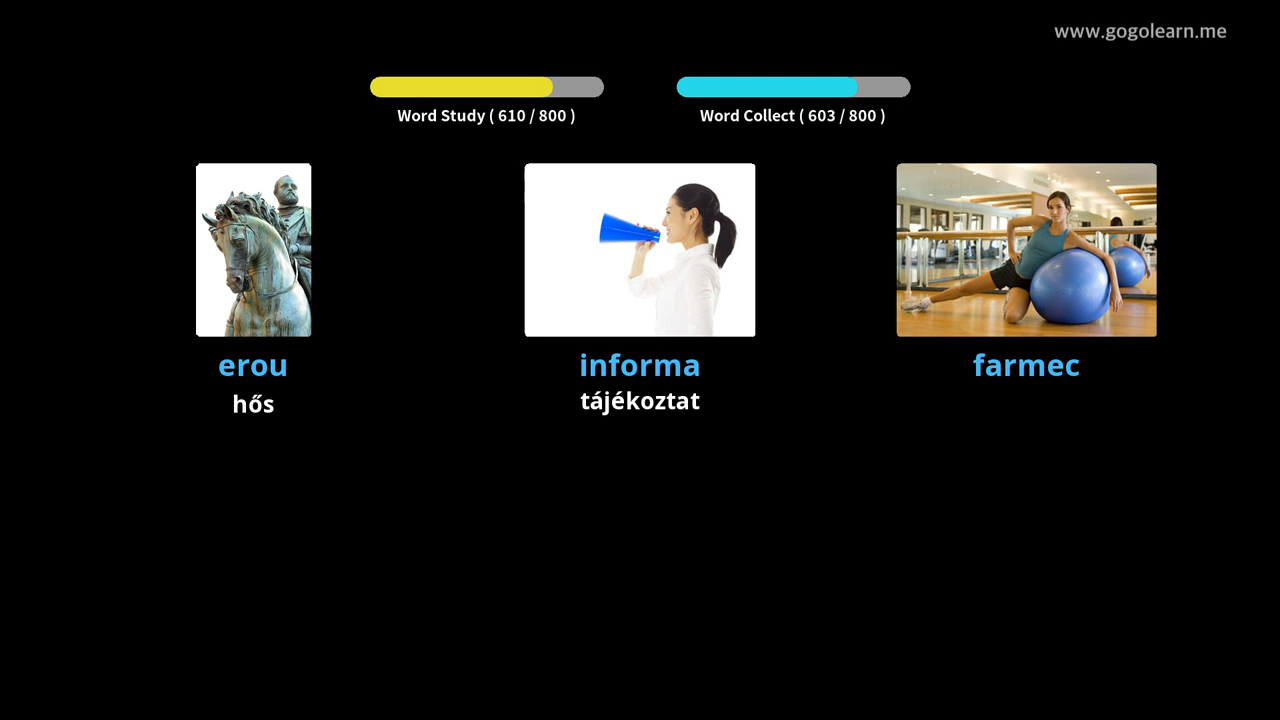 www.gogolearn.me
Word Study ( 610 / 800 )
Word Collect ( 603 / 800 )
erou
informa
farmec
hős
tájékoztat